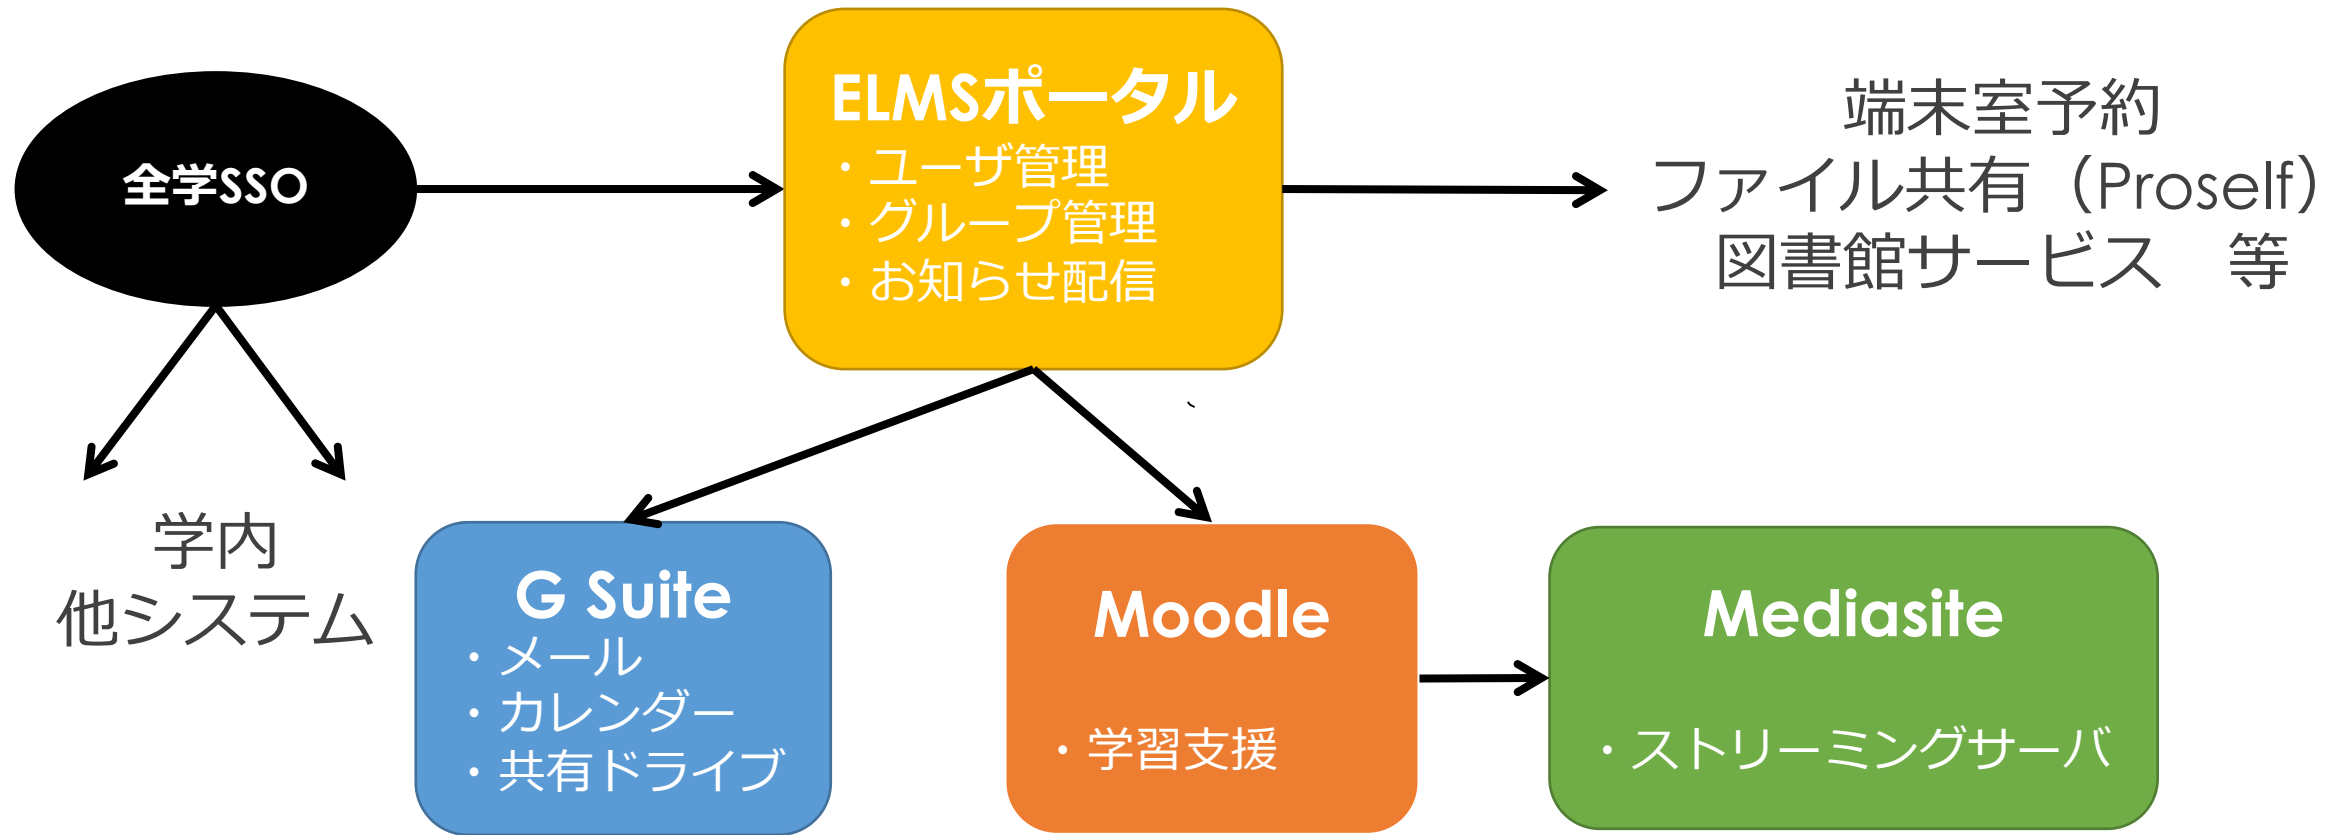 全学SSO
ELMSポータル
・ユーザ管理
・グループ管理
・お知らせ配信
端末室予約
ファイル共有（Proself）
図書館サービス　等
、
学内
他システム
G Suite
・メール
・カレンダー
・共有ドライブ
Moodle
・学習支援
Mediasite
・ストリーミングサーバ